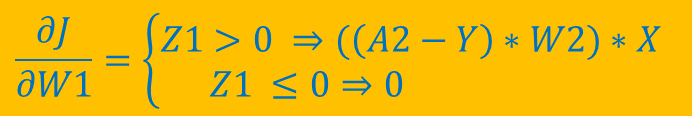 ∂J/∂W1 = { Z1 > 0 ⇒ ((A2 − Y) ∗ W2) ∗ X
Z1 ≤ 0 ⇒ 0